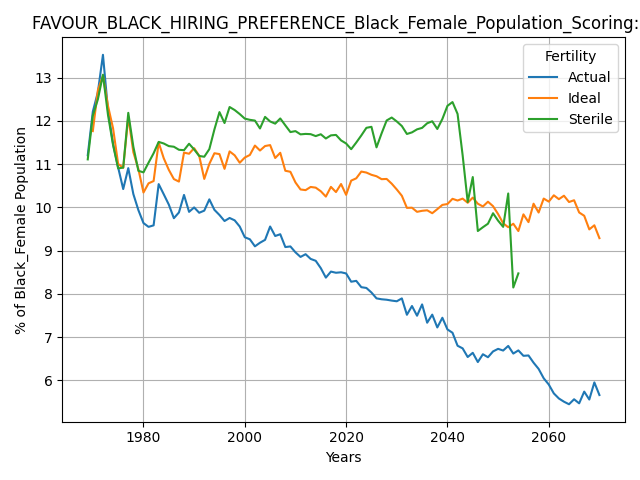 FAVOUR_BLACK_HIRING_PREFERENCE_Black_Female_Population_Scoring:
Fertility
Actual
Ideal
Sterile
% of Black_Female Population
13
12
11
10
9
8
7
6
1980
2000
2020
2040
2060
Years